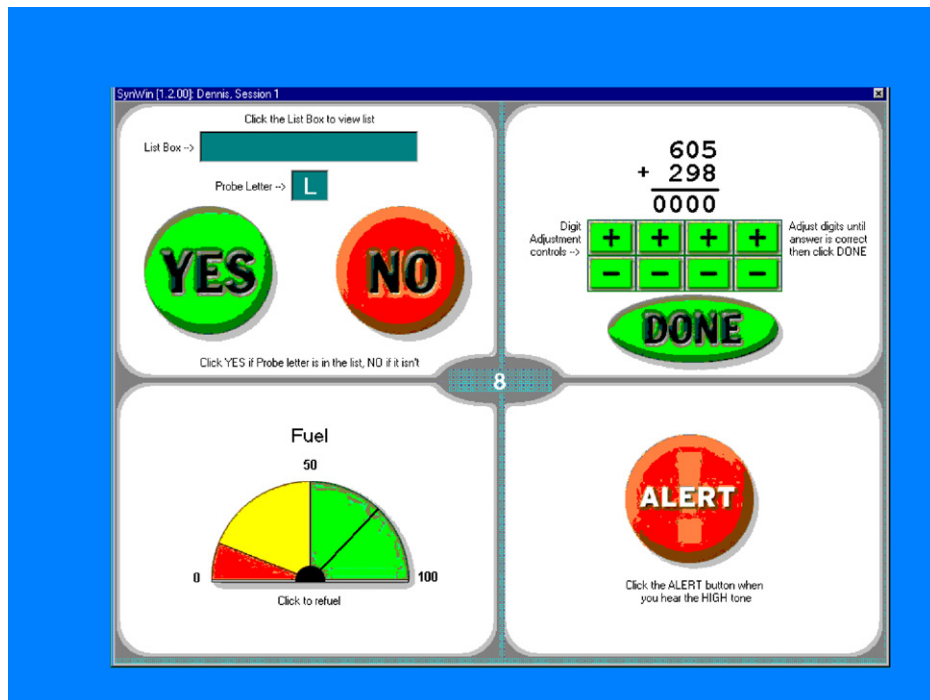 SynWin [1.2.00]: Dennis, Session 1
Click the List Box to view list
List Box -->
Probe Letter --> L
YES NO
Click YES if Probe letter is in the list, NO if it isn't
605
+ 298
0000
Digit
Adjustment
controls -->
+ + + +
- - - -
Adjust digits until
answer is correct
then click DONE
DONE
8
Fuel
50
0 100
Click to refuel
ALERT
Click the ALERT button when
you hear the HIGH tone